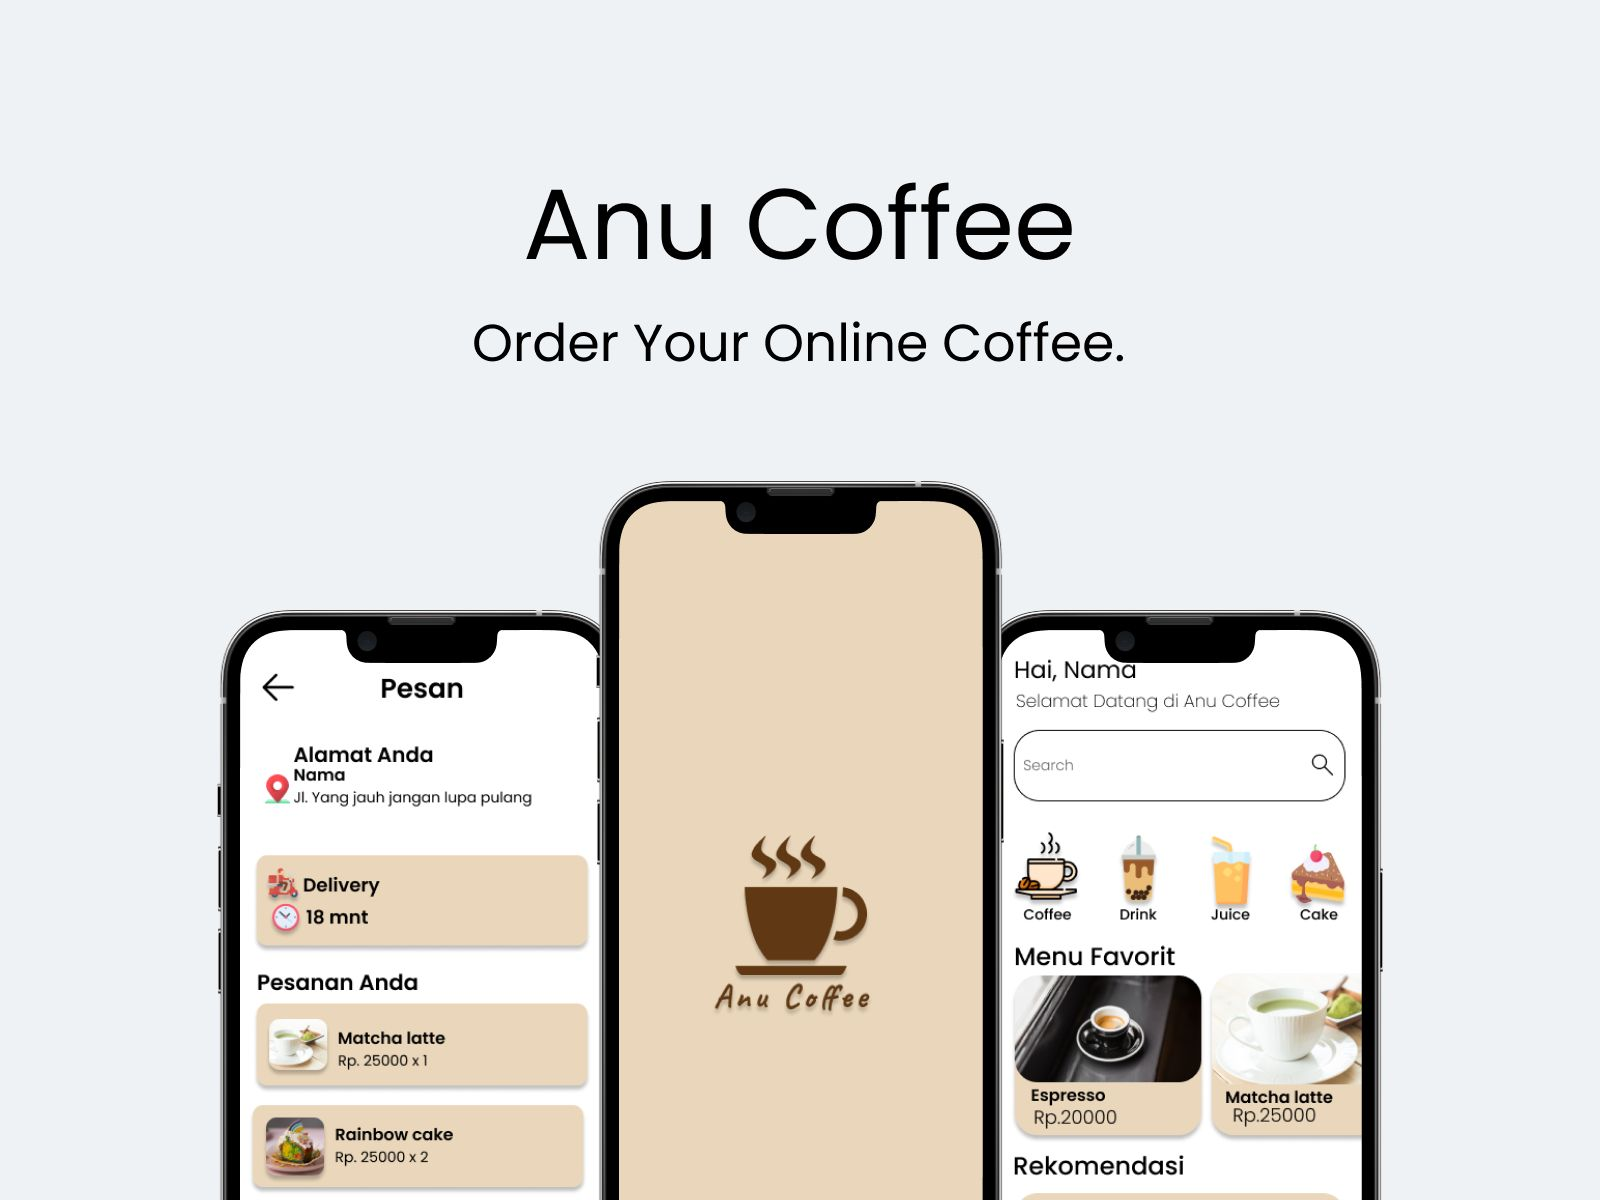 Anu Coffee
Order Your Online Coffee.
Pesan
Alamat Anda
Nama
Jl. Yang jauh jangan lupa pulang
Delivery
18 mnt
Pesanan Anda
Matcha latte
Rp. 25000 x 1
Rainbow cake
Rp. 25000 x 2
Anu Coffee
Hai, Nama
Selamat Datang di Anu Coffee
Search
Coffee
Drink
Juice
Cake
Menu Favorit
Espresso
Rp.20000
Matcha latte
Rp.25000
Rekomendasi